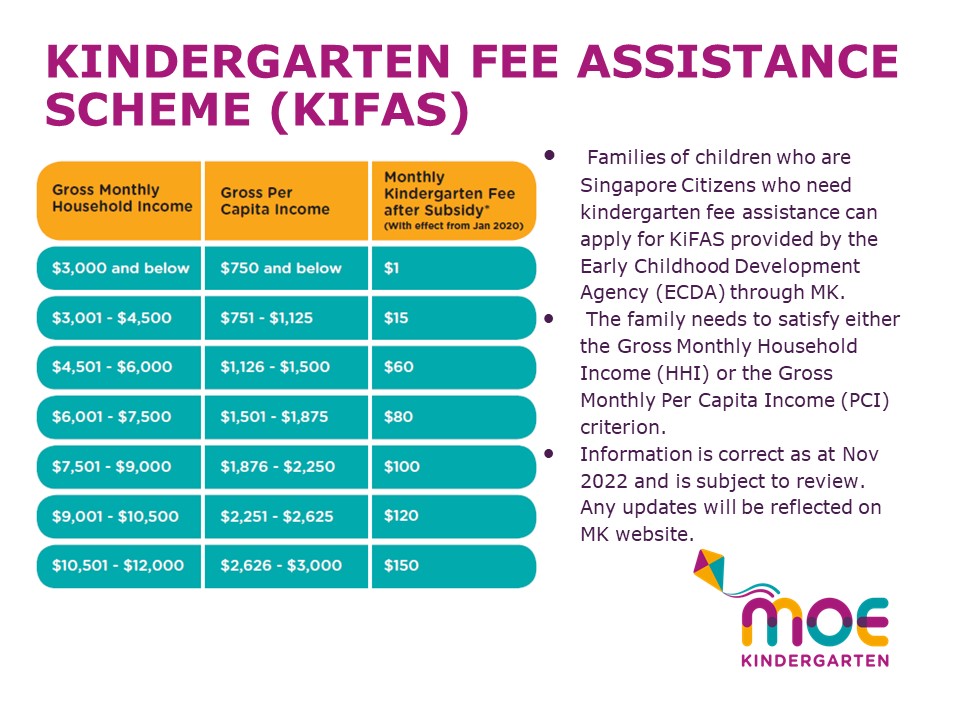 KINDERGARTEN FEE ASSISTANCE
SCHEME (KIFAS)
Gross Monthly
Household Income
Gross Per
Capita Income
Monthly
Kindergarten Fee
after Subsidy*
(With effect from Jan 2020)
$3,000 and below $750 and below $1
$3,001 - $4,500 $751 - $1,125 $15
$4,501 - $6,000 $1,126 - $1,500 $60
$6,001 - $7,500 $1,501 - $1,875 $80
$7,501 - $9,000 $1,876 - $2,250 $100
$9,001 - $10,500 $2,251 - $2,625 $120
$10,501 - $12,000 $2,626 - $3,000 $150
• Families of children who are
Singapore Citizens who need
kindergarten fee assistance can
apply for KiFAS provided by the
Early Childhood Development
Agency (ECDA) through MK.
• The family needs to satisfy either
the Gross Monthly Household
Income (HHI) or the Gross
Monthly Per Capita Income (PCI)
criterion.
• Information is correct as at Nov
2022 and is subject to review.
Any updates will be reflected on
MK website.
moe
KINDERGARTEN